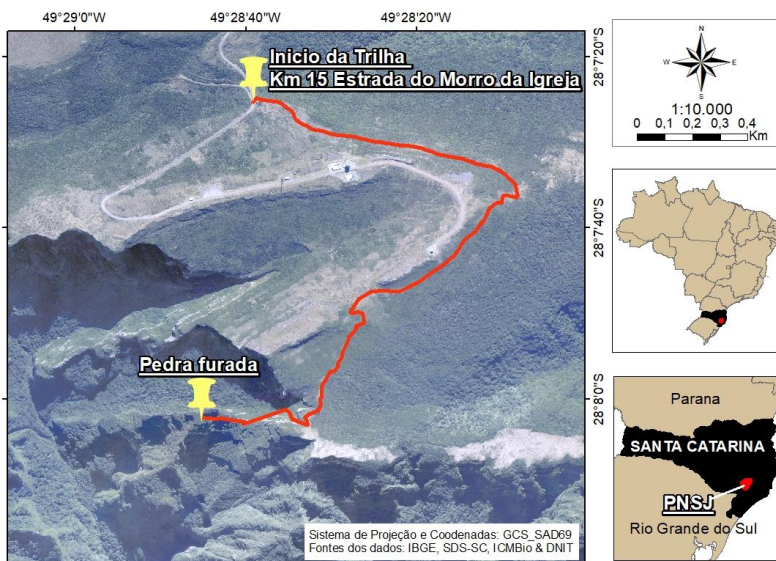 49°29'0"W
49°28'40"W
49°28'20"W
Inicio da Trilha
Km 15 Estrada do Morro da Igreja
Pedra furada
Sistema de Projeção e Coodenadas: GCS_SAD69
Fontes dos dados: IBGE, SDS-SC, ICMBio & DNIT
28°7'20"S
28°7'40"S
28°8'0"S
N
W
E
S
1:10.000
0 0,1 0,2 0,3 0,4
Km
Parana
SANTA CATARINA
PNSJ
Rio Grande do Sul